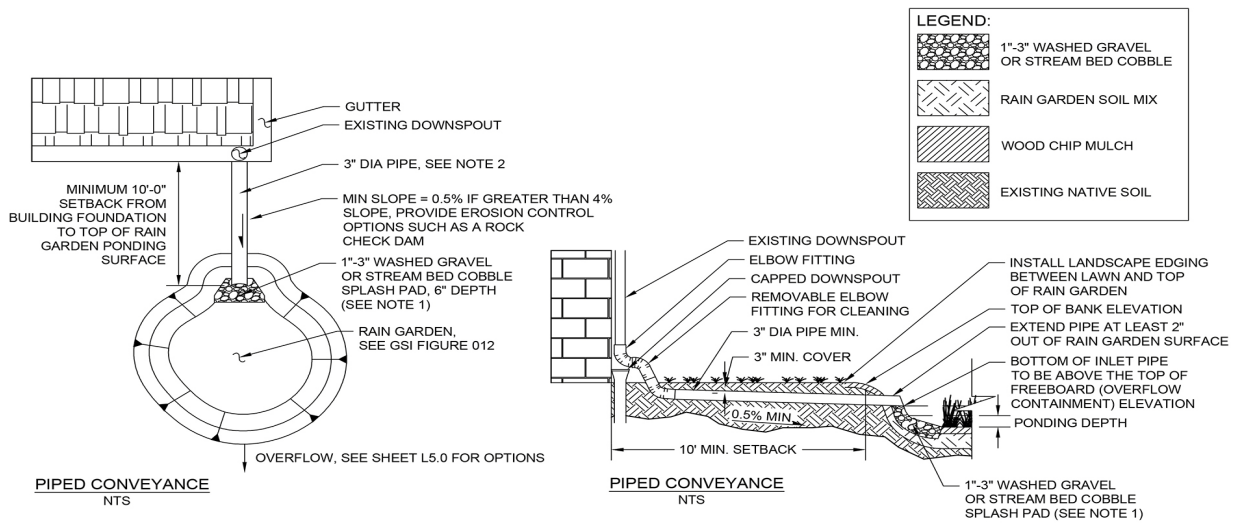 LEGEND:
1"-3" WASHED GRAVEL
OR STREAM BED COBBLE
RAIN GARDEN SOIL MIX
WOOD CHIP MULCH
EXISTING NATIVE SOIL
GUTTER
EXISTING DOWNSPOUT
3" DIA PIPE, SEE NOTE 2
MINIMUM 10'-0"
SETBACK FROM
BUILDING FOUNDATION
TO TOP OF RAIN
GARDEN PONDING
SURFACE
MIN SLOPE = 0.5% IF GREATER THAN 4%
SLOPE, PROVIDE EROSION CONTROL
OPTIONS SUCH AS A ROCK
CHECK DAM
1"-3" WASHED GRAVEL
OR STREAM BED COBBLE
SPLASH PAD, 6" DEPTH
(SEE NOTE 1)
RAIN GARDEN,
SEE GSI FIGURE 012
OVERFLOW, SEE SHEET L5.0 FOR OPTIONS
PIPED CONVEYANCE
NTS
EXISTING DOWNSPOUT
ELBOW FITTING
CAPPED DOWNSPOUT
REMOVABLE ELBOW
FITTING FOR CLEANING
3" DIA PIPE MIN.
3" MIN. COVER
0.5% MIN
10' MIN. SETBACK
INSTALL LANDSCAPE EDGING
BETWEEN LAWN AND TOP
OF RAIN GARDEN
TOP OF BANK ELEVATION
EXTEND PIPE AT LEAST 2"
OUT OF RAIN GARDEN SURFACE
BOTTOM OF INLET PIPE
TO BE ABOVE THE TOP OF
FREEBOARD (OVERFLOW
CONTAINMENT) ELEVATION
PONDING DEPTH
1"-3" WASHED GRAVEL
OR STREAM BED COBBLE
SPLASH PAD (SEE NOTE 1)
PIPED CONVEYANCE
NTS